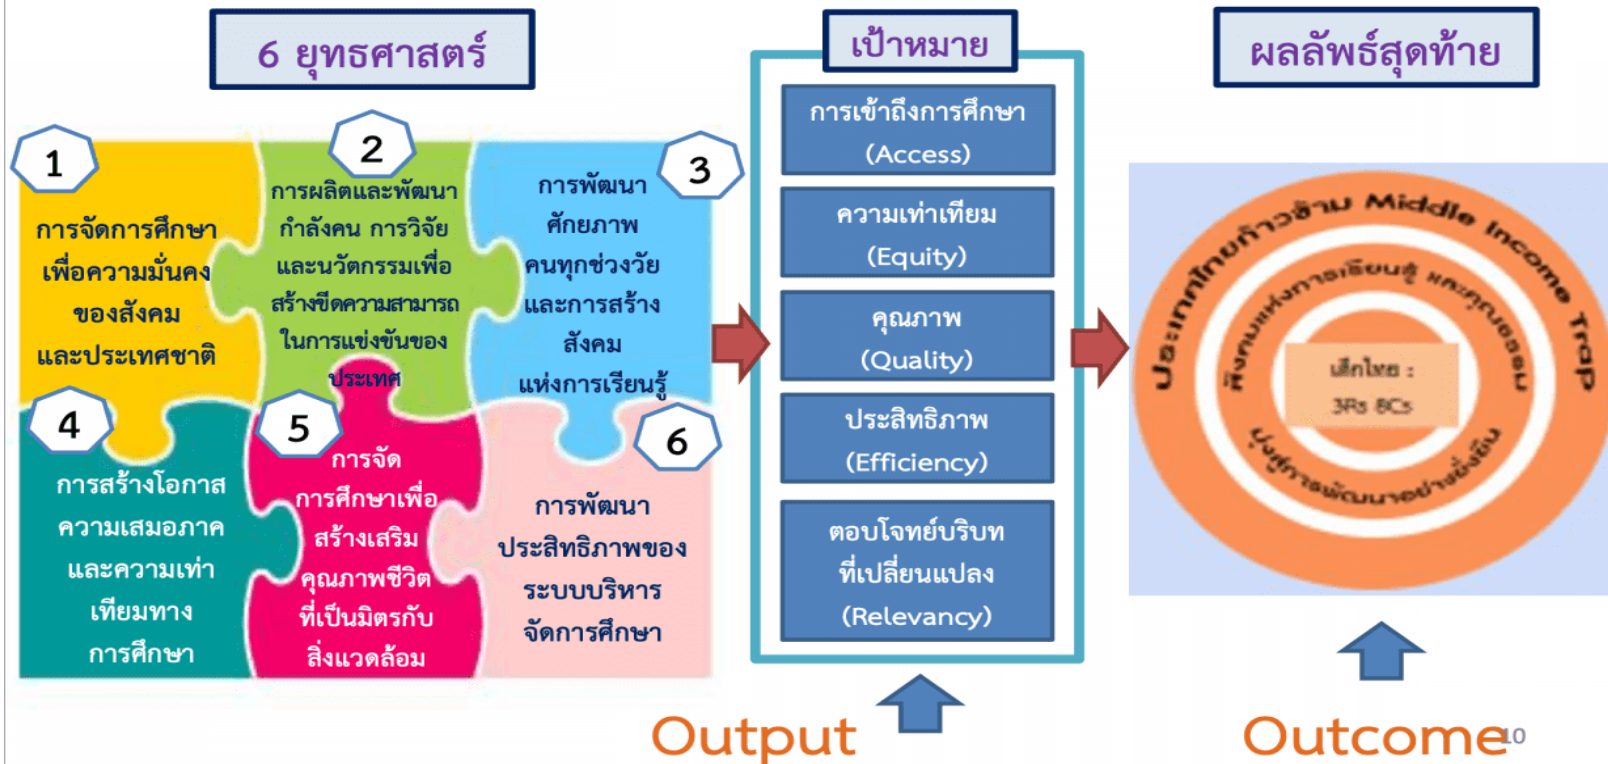 6 ยุทธศาสตร์
1
การจัดการศึกษา
เพื่อความมั่นคง
ของสังคม
และประเทศชาติ
2
การผลิตและพัฒนา
กำลังคน การวิจัย
และนวัตกรรมเพื่อ
สร้างขีดความสามารถ
ในการแข่งขันของ
ประเทศ
3
การพัฒนา
ศักยภาพ
คนทุกช่วงวัย
และการสร้าง
สังคม
แห่งการเรียนรู้
4
การสร้างโอกาส
ความเสมอภาค
และความเท่า
เทียมทาง
การศึกษา
5
การจัด
การศึกษาเพื่อ
สร้างเสริม
คุณภาพชีวิต
ที่เป็นมิตรกับ
สิ่งแวดล้อม
6
การพัฒนา
ประสิทธิภาพของ
ระบบบริหาร
จัดการศึกษา
เป้าหมาย
การเข้าถึงการศึกษา
(Access)
ความเท่าเทียม
(Equity)
คุณภาพ
(Quality)
ประสิทธิภาพ
(Efficiency)
ตอบโจทย์บริบท
ที่เปลี่ยนแปลง
(Relevancy)
Output
ผลลัพธ์สุดท้าย
ประเทศไทยก้าวข้าม Middle Income Trap
สังคมแห่งการเรียนรู้ และคุณธรรม
เด็กไทย :
3Rs 8Cs
มุ่งสู่การพัฒนาอย่างยั่งยืน
Outcome
10